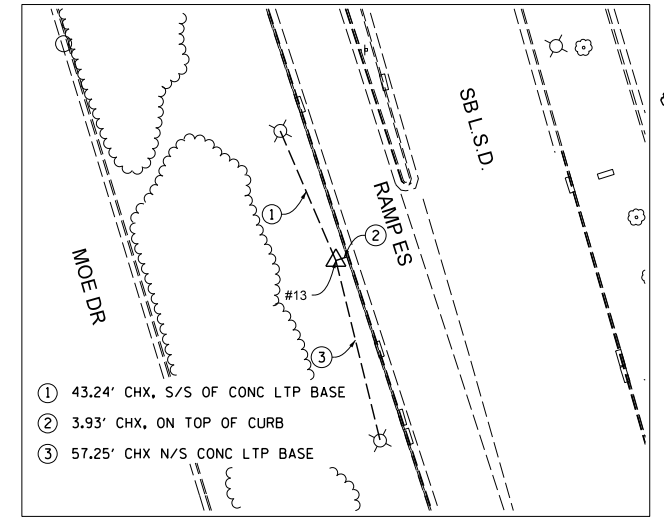 SB L.S.D.
RAMP ES
1
2
#13
MOE DR
3
1 43.24' CHX, S/S OF CONC LTP BASE
2 3.93' CHX, ON TOP OF CURB
3 57.25' CHX N/S CONC LTP BASE